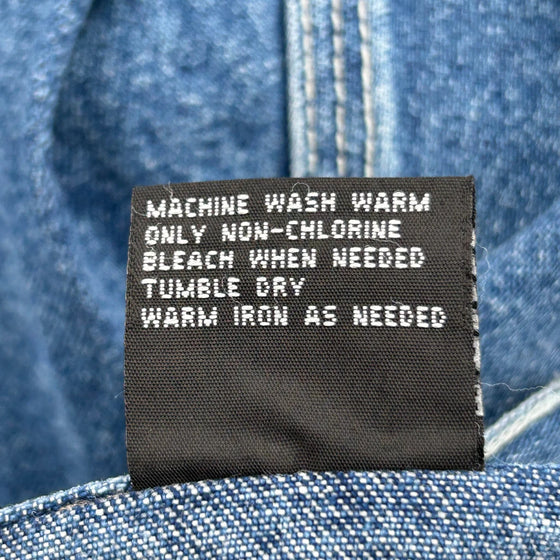 MACHINE WASH WARM
ONLY NON-CHLORINE
BLEACH WHEN NEEDED
TUMBLE DRY
WARM IRON AS NEEDED